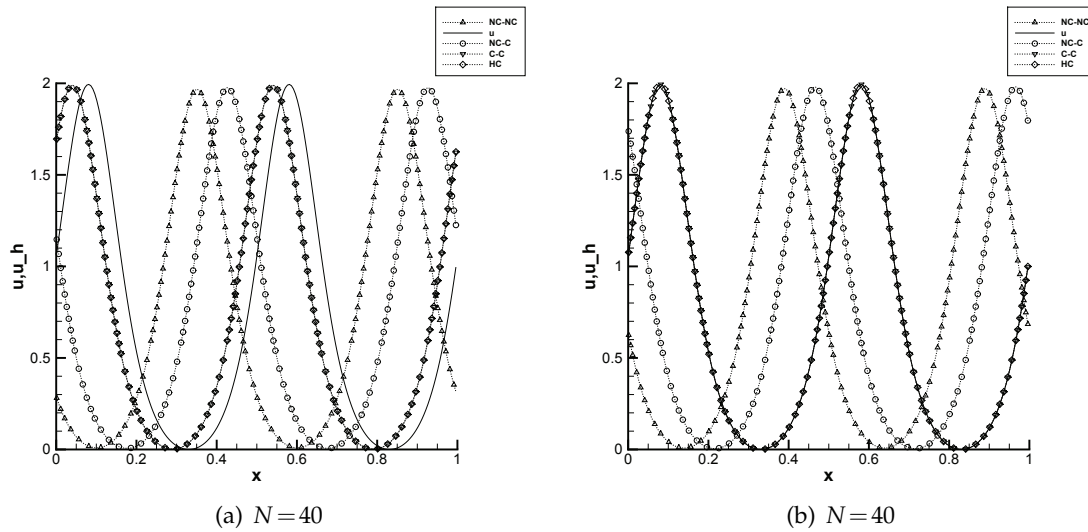 NC-NC
u
NC-C
C-C
HC
2
1.5
1
0.5
0
u,u_h
0 0.2 0.4 0.6 0.8 1
x
(a) N=40
NC-NC
u
NC-C
C-C
HC
2
1.5
1
0.5
0
u,u_h
0 0.2 0.4 0.6 0.8 1
x
(b) N=40